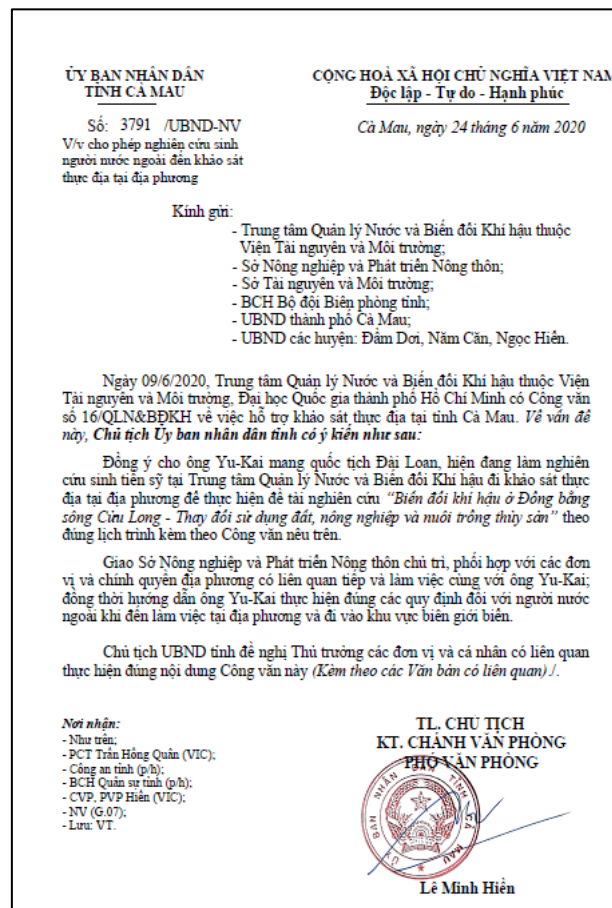 ỦY BAN NHÂN DÂN
TỈNH CÀ MAU
CỘNG HOÀ XÃ HỘI CHỦ NGHĨA VIỆT NAM
Độc lập - Tự do - Hạnh phúc
Số: 3791 /UBND-NV
Cà Mau, ngày 24 tháng 6 năm 2020
V/v cho phép nghiên cứu sinh
người nước ngoài đến khảo sát
thực địa tại địa phương
Kính gửi:
- Trung tâm Quản lý Nước và Biến đổi Khí hậu thuộc
Viện Tài nguyên và Môi trường;
- Sở Nông nghiệp và Phát triển Nông thôn;
- Sở Tài nguyên và Môi trường;
- BCH Bộ đội Biên phòng tỉnh;
- UBND thành phố Cà Mau;
- UBND các huyện: Đầm Dơi, Năm Căn, Ngọc Hiển.
Ngày 09/6/2020, Trung tâm Quản lý Nước và Biến đổi Khí hậu thuộc Viện
Tài nguyên và Môi trường, Đại học Quốc gia thành phố Hồ Chí Minh có Công văn
số 16/QLN&BĐKH về việc hỗ trợ khảo sát thực địa tại tỉnh Cà Mau. Về vấn đề
này, Chủ tịch Ủy ban nhân dân tỉnh có ý kiến như sau:
Đồng ý cho ông Yu-Kai mang quốc tịch Đài Loan, hiện đang làm nghiên
cứu sinh tiến sỹ tại Trung tâm Quản lý Nước và Biến đổi Khí hậu đi khảo sát thực
địa tại địa phương để thực hiện đề tài nghiên cứu “Biến đổi khí hậu ở Đồng bằng
sông Cửu Long - Thay đổi sử dụng đất, nông nghiệp và nuôi trồng thủy sản” theo
đúng lịch trình kèm theo Công văn nêu trên.
Giao Sở Nông nghiệp và Phát triển Nông thôn chủ trì, phối hợp với các đơn
vị và chính quyền địa phương có liên quan tiếp và làm việc cùng với ông Yu-Kai;
đồng thời hướng dẫn ông Yu-Kai thực hiện đúng các quy định đối với người nước
ngoài khi đến làm việc tại địa phương và đi vào khu vực biên giới biển.
Chủ tịch UBND tỉnh đề nghị Thủ trưởng các đơn vị và cá nhân có liên quan
thực hiện đúng nội dung Công văn này (Kèm theo các Văn bản có liên quan)./.
Nơi nhận:
- Như trên;
- PCT Trần Hồng Quân (VIC);
- Công an tỉnh (p/h);
- BCH Quân sự tỉnh (p/h);
- CVP, PVP Hiền (VIC);
- NV (G.07);
- Lưu: VT.
TL. CHỦ TỊCH
KT. CHÁNH VĂN PHÒNG
PHÓ VĂN PHÒNG
ỦY BAN NHÂN DÂN TỈNH CÀ MAU
Lê Minh Hiền